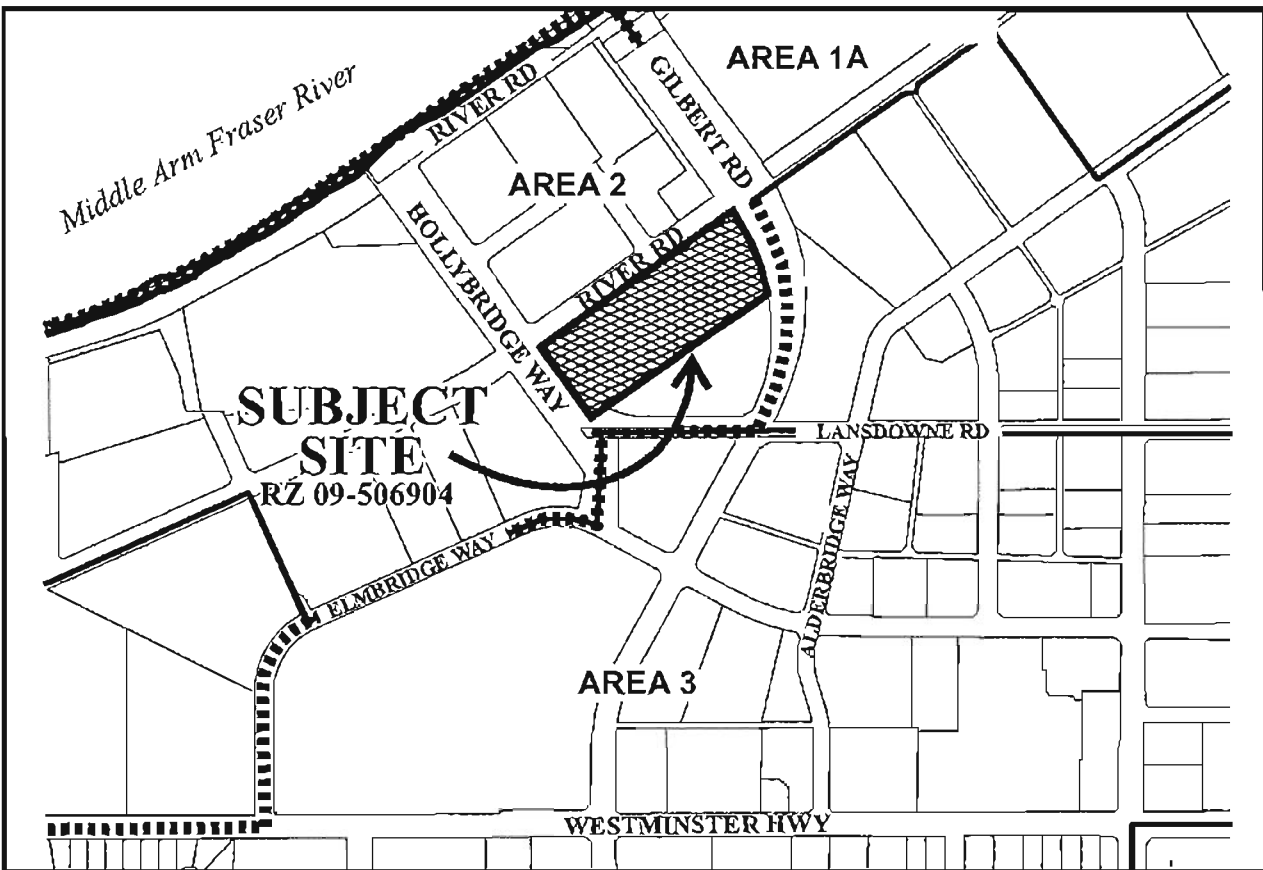 AREA 1A
Middle Arm Fraser River
RIVER RD
GILBERT RD
AREA 2
HOLLYBRIDGE WAY
RIVER RD
SUBJECT
SITE
RZ 09-506904
LANSDOWNE RD
ELMBRIDGE WAY
ALDERBRIDGE WAY
AREA 3
WESTMINSTER HWY